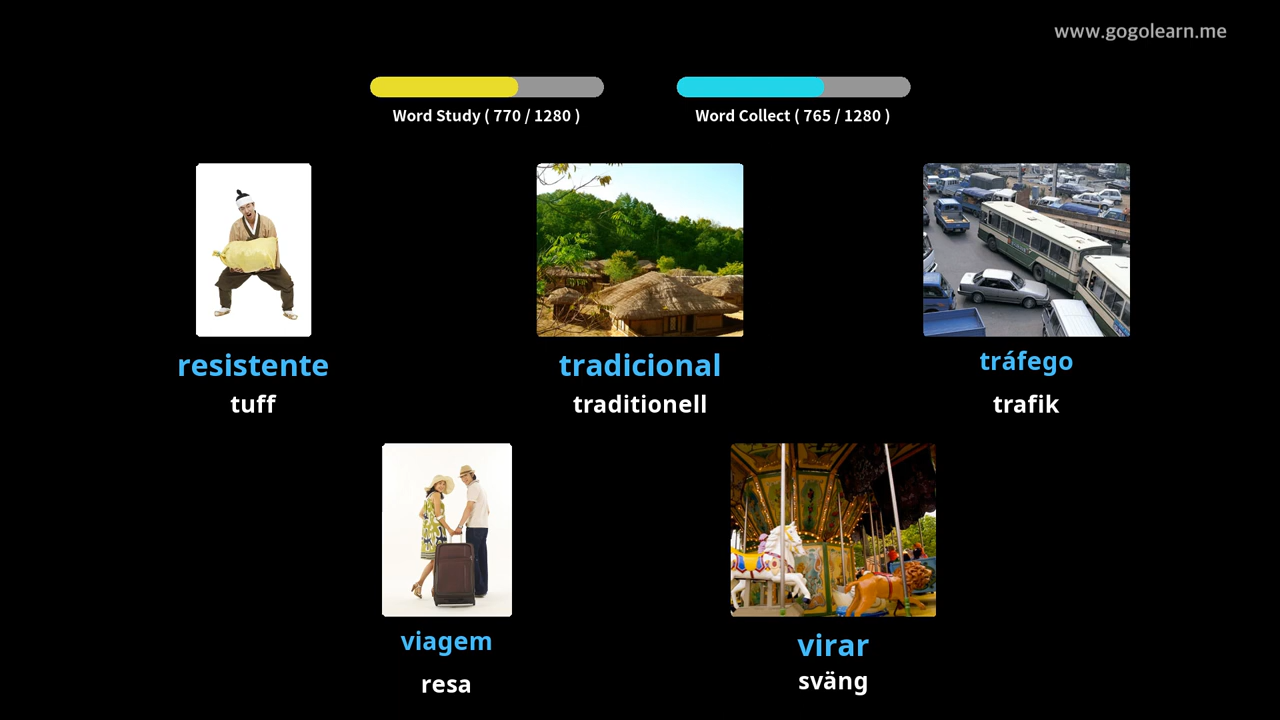 www.gogolearn.me
Word Study ( 770 / 1280 )
Word Collect ( 765 / 1280 )
resistente
tuff
tradicional
traditionell
tráfego
trafik
viagem
resa
virar
sväng